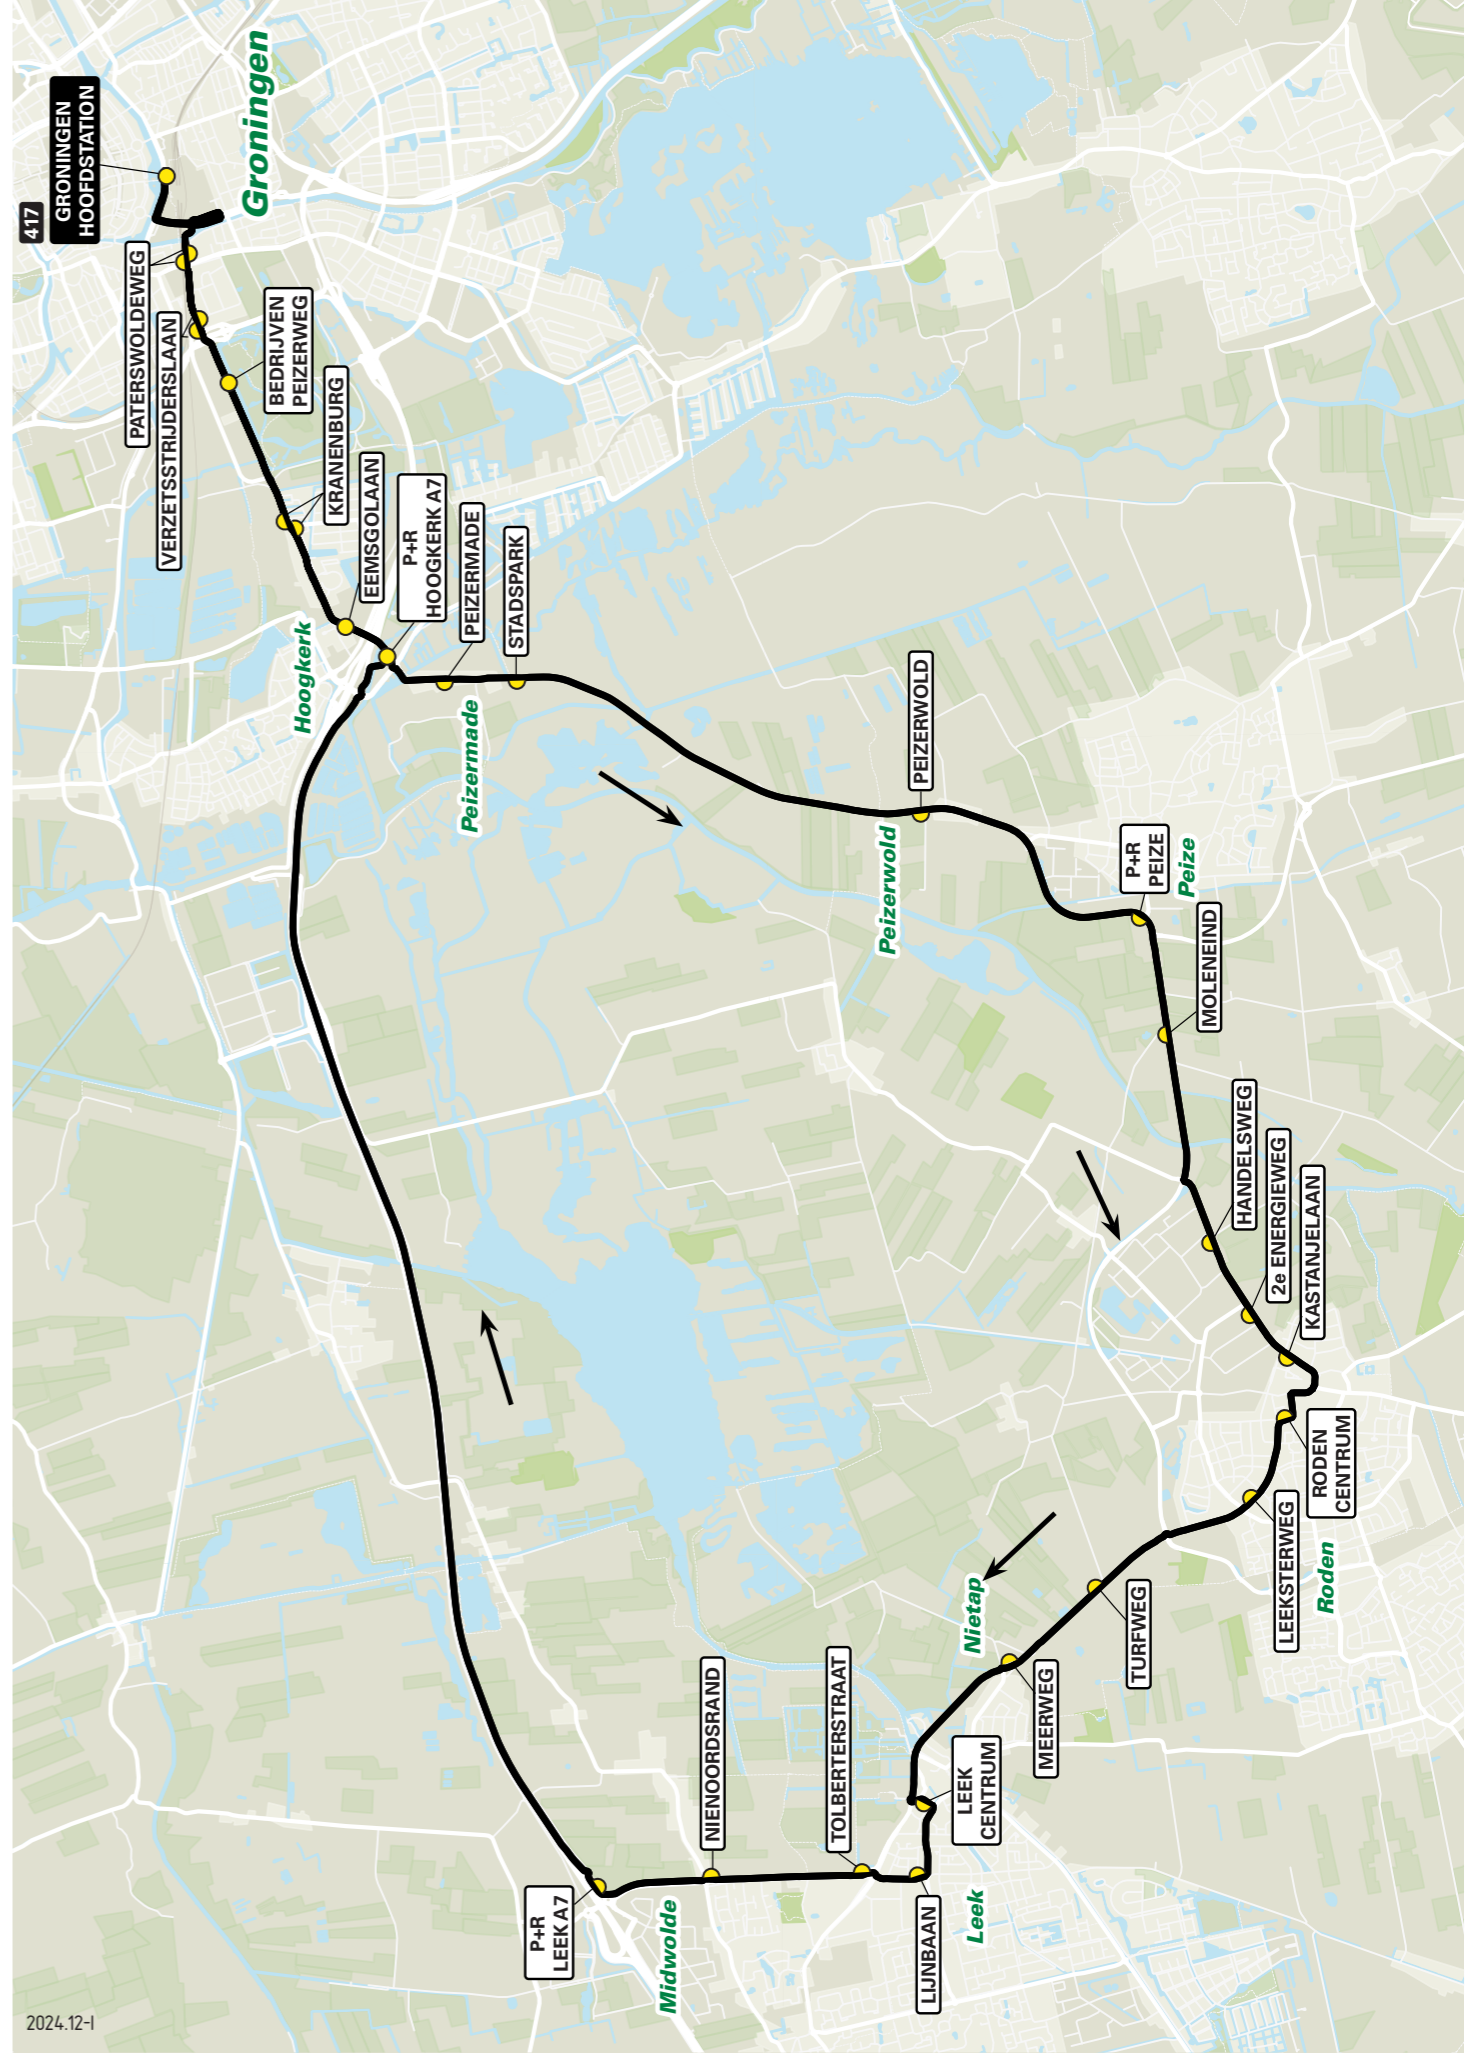 417
GRONINGEN
HOOFDSTATION
Groningen
PATERSWOLDEWEG
VERZETSSTRIJDERSLAAN
BEDRIJVEN
PEIZERWEG
KRANENBURG
EEMSGOLAAN
P+R
HOOGKERK A7
Hoogkerk
PEIZERMADE
STADSPARK
Peizermade
PEIZERWOLD
Peizerwold
P+R
PEIZE
Peize
MOLENEIND
HANDELSWEG
2e ENERGIEWEG
KASTANJELAAN
RODEN
CENTRUM
LEEKSTERWEG
Roden
TURFWEG
Nietap
MEERWEG
LEEK
CENTRUM
Leek
LIJNBAAN
TOLBERTERSTRAAT
NIENOORDSRAND
Midwolde
P+R
LEEK A7
2024.12-I